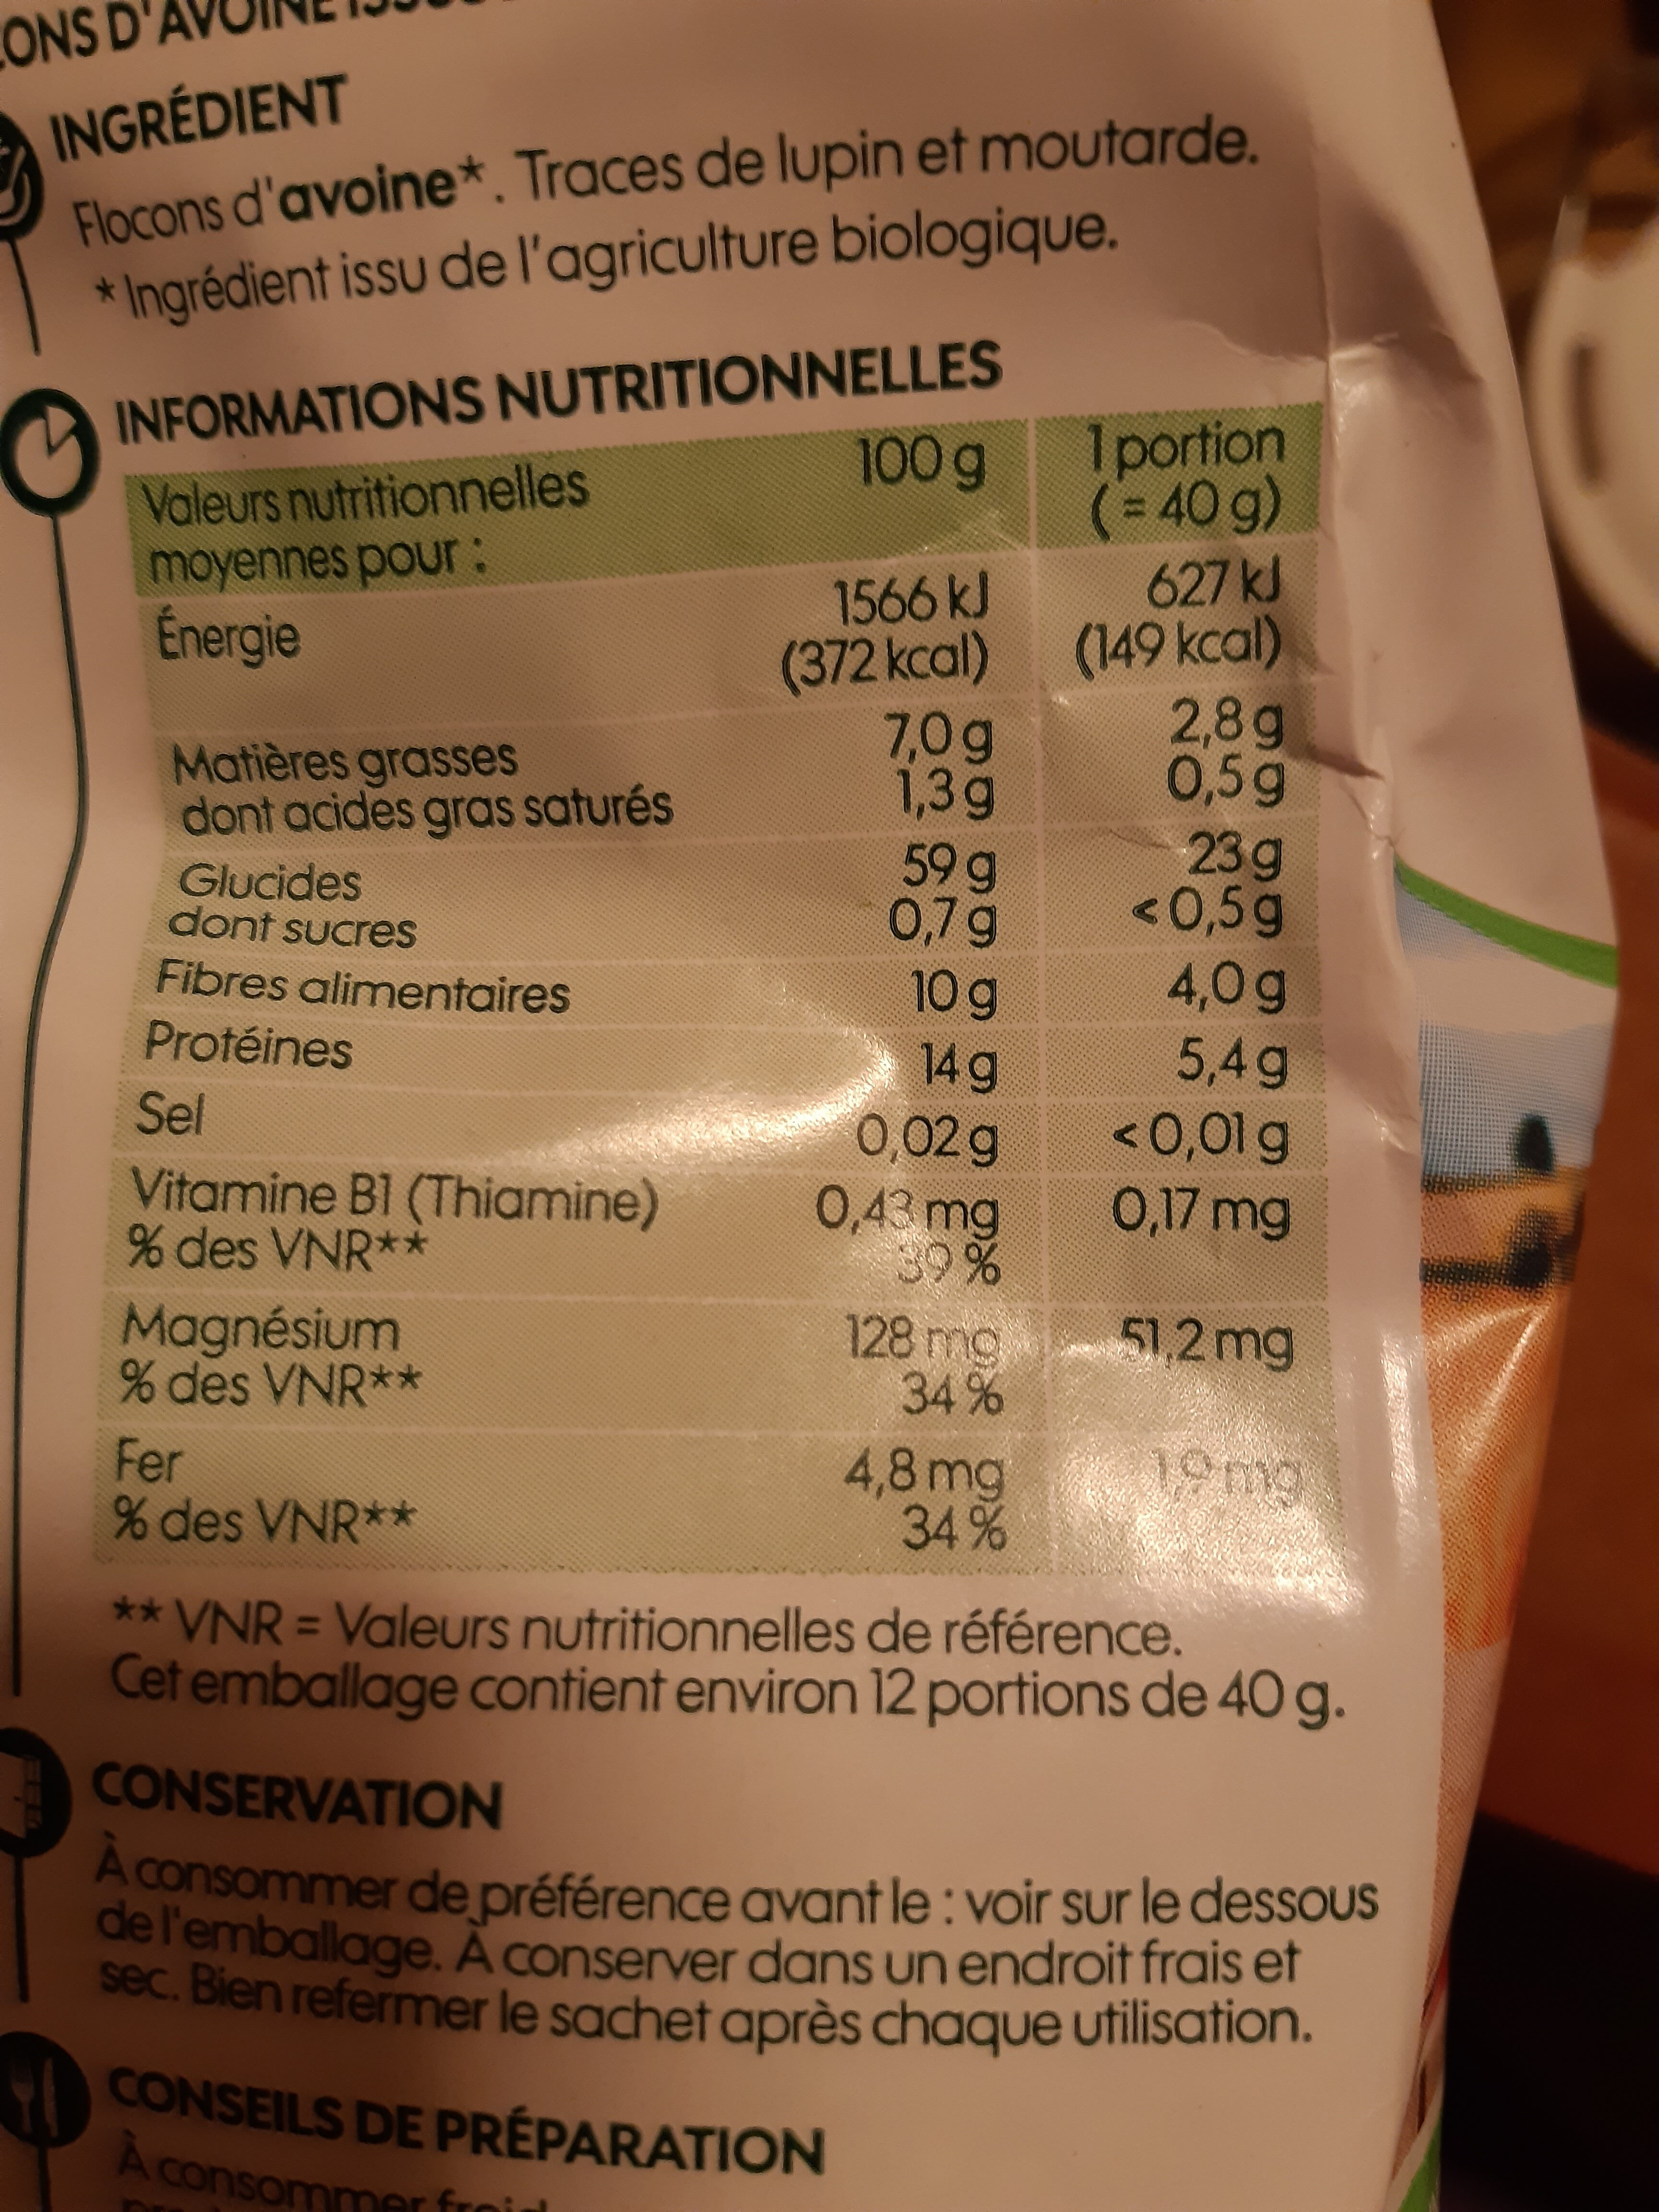 ONS D'AVOINE
INGRÉDIENT
Flocons d'avoine*. Traces de lupin et moutarde.
* Ingrédient issu de l'agriculture biologique.
INFORMATIONS NUTRITIONNELLES
Valeurs nutritionnelles moyennes pour : 100 g 1 portion (= 40 g)
Énergie 1566 kJ 627 kJ
(372 kcal) (149 kcal)
Matières grasses 7,0 g 2,8 g
dont acides gras saturés 1,3 g 0,5 g
Glucides 59 g 23 g
dont sucres 0,7 g < 0,5 g
Fibres alimentaires 10 g 4,0 g
Protéines 14 g 5,4 g
Sel 0,02 g < 0,01 g
Vitamine B1 (Thiamine) 0,43 mg 0,17 mg
% des VNR** 39 %
Magnésium 128 mg 51,2 mg
% des VNR** 34 %
Fer 4,8 mg 1,9 mg
% des VNR** 34 %
** VNR = Valeurs nutritionnelles de référence.
Cet emballage contient environ 12 portions de 40 g.
CONSERVATION
À consommer de préférence avant le : voir sur le dessous
de l'emballage. À conserver dans un endroit frais et
sec. Bien refermer le sachet après chaque utilisation.
CONSEILS DE PRÉPARATION
À consommer froid